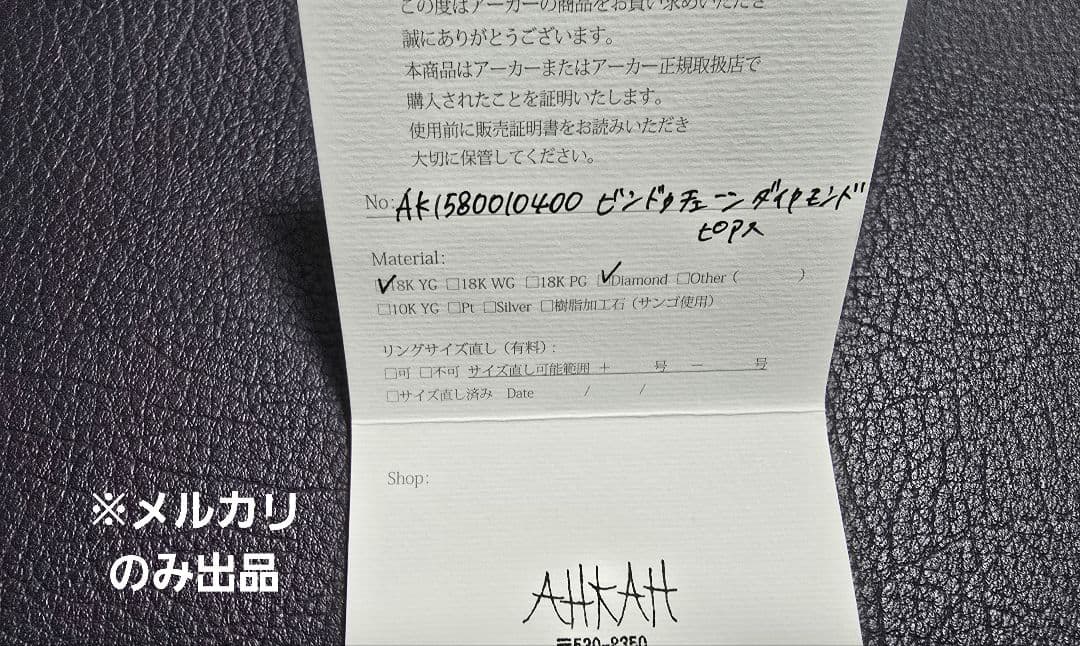 この度はアーカーの商品をお買い求めいただき
誠にありがとうございます。
本商品はアーカーまたはアーカー正規取扱店で
購入されたことを証明いたします。
使用前に販売証明書をお読みいただき
大切に保管してください。
No: AK1580010400 ビンドゥチェーンダイヤモンド
ピアス
Material:
☑18K YG □18K WG □18K PG ☑Diamond □Other (　　　)
□10K YG □Pt □Silver □樹脂加工石（サンゴ使用）
リングサイズ直し（有料）:
□可 □不可 サイズ直し可能範囲 + 号 − 号
□サイズ直し済み Date / /
Shop:
※メルカリ
のみ出品
AHKAH
〒530-8350